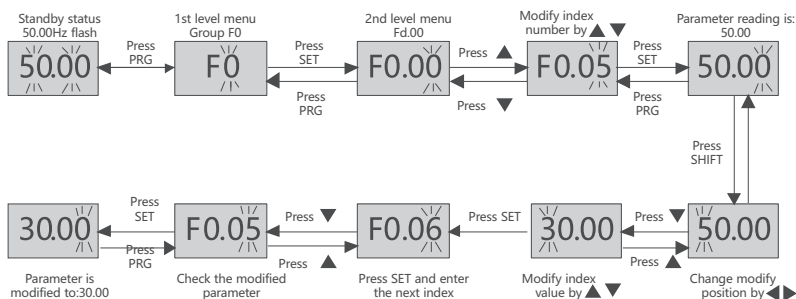 Standby status
50.00Hz flash
1st level menu
Group F0
2nd level menu
Fd.00
Modify index
number by ▲ ▼
Parameter reading is:
50.00
50.00
Press
PRG
F0
Press
SET
Press
PRG
F0.00
Press ▲
Press ▼
F0.05
Press
SET
Press
PRG
50.00
Press
SHIFT
30.00
Press
SET
Press
PRG
F0.05
Press ▼
Press ▲
F0.06
Press SET
30.00
Press ▼
Press ▲
50.00
Parameter is
modified to:30.00
Check the modified
parameter
Press SET and enter
the next index
Modify index
value by ▲ ▼
Change modify
position by ◀ ▶